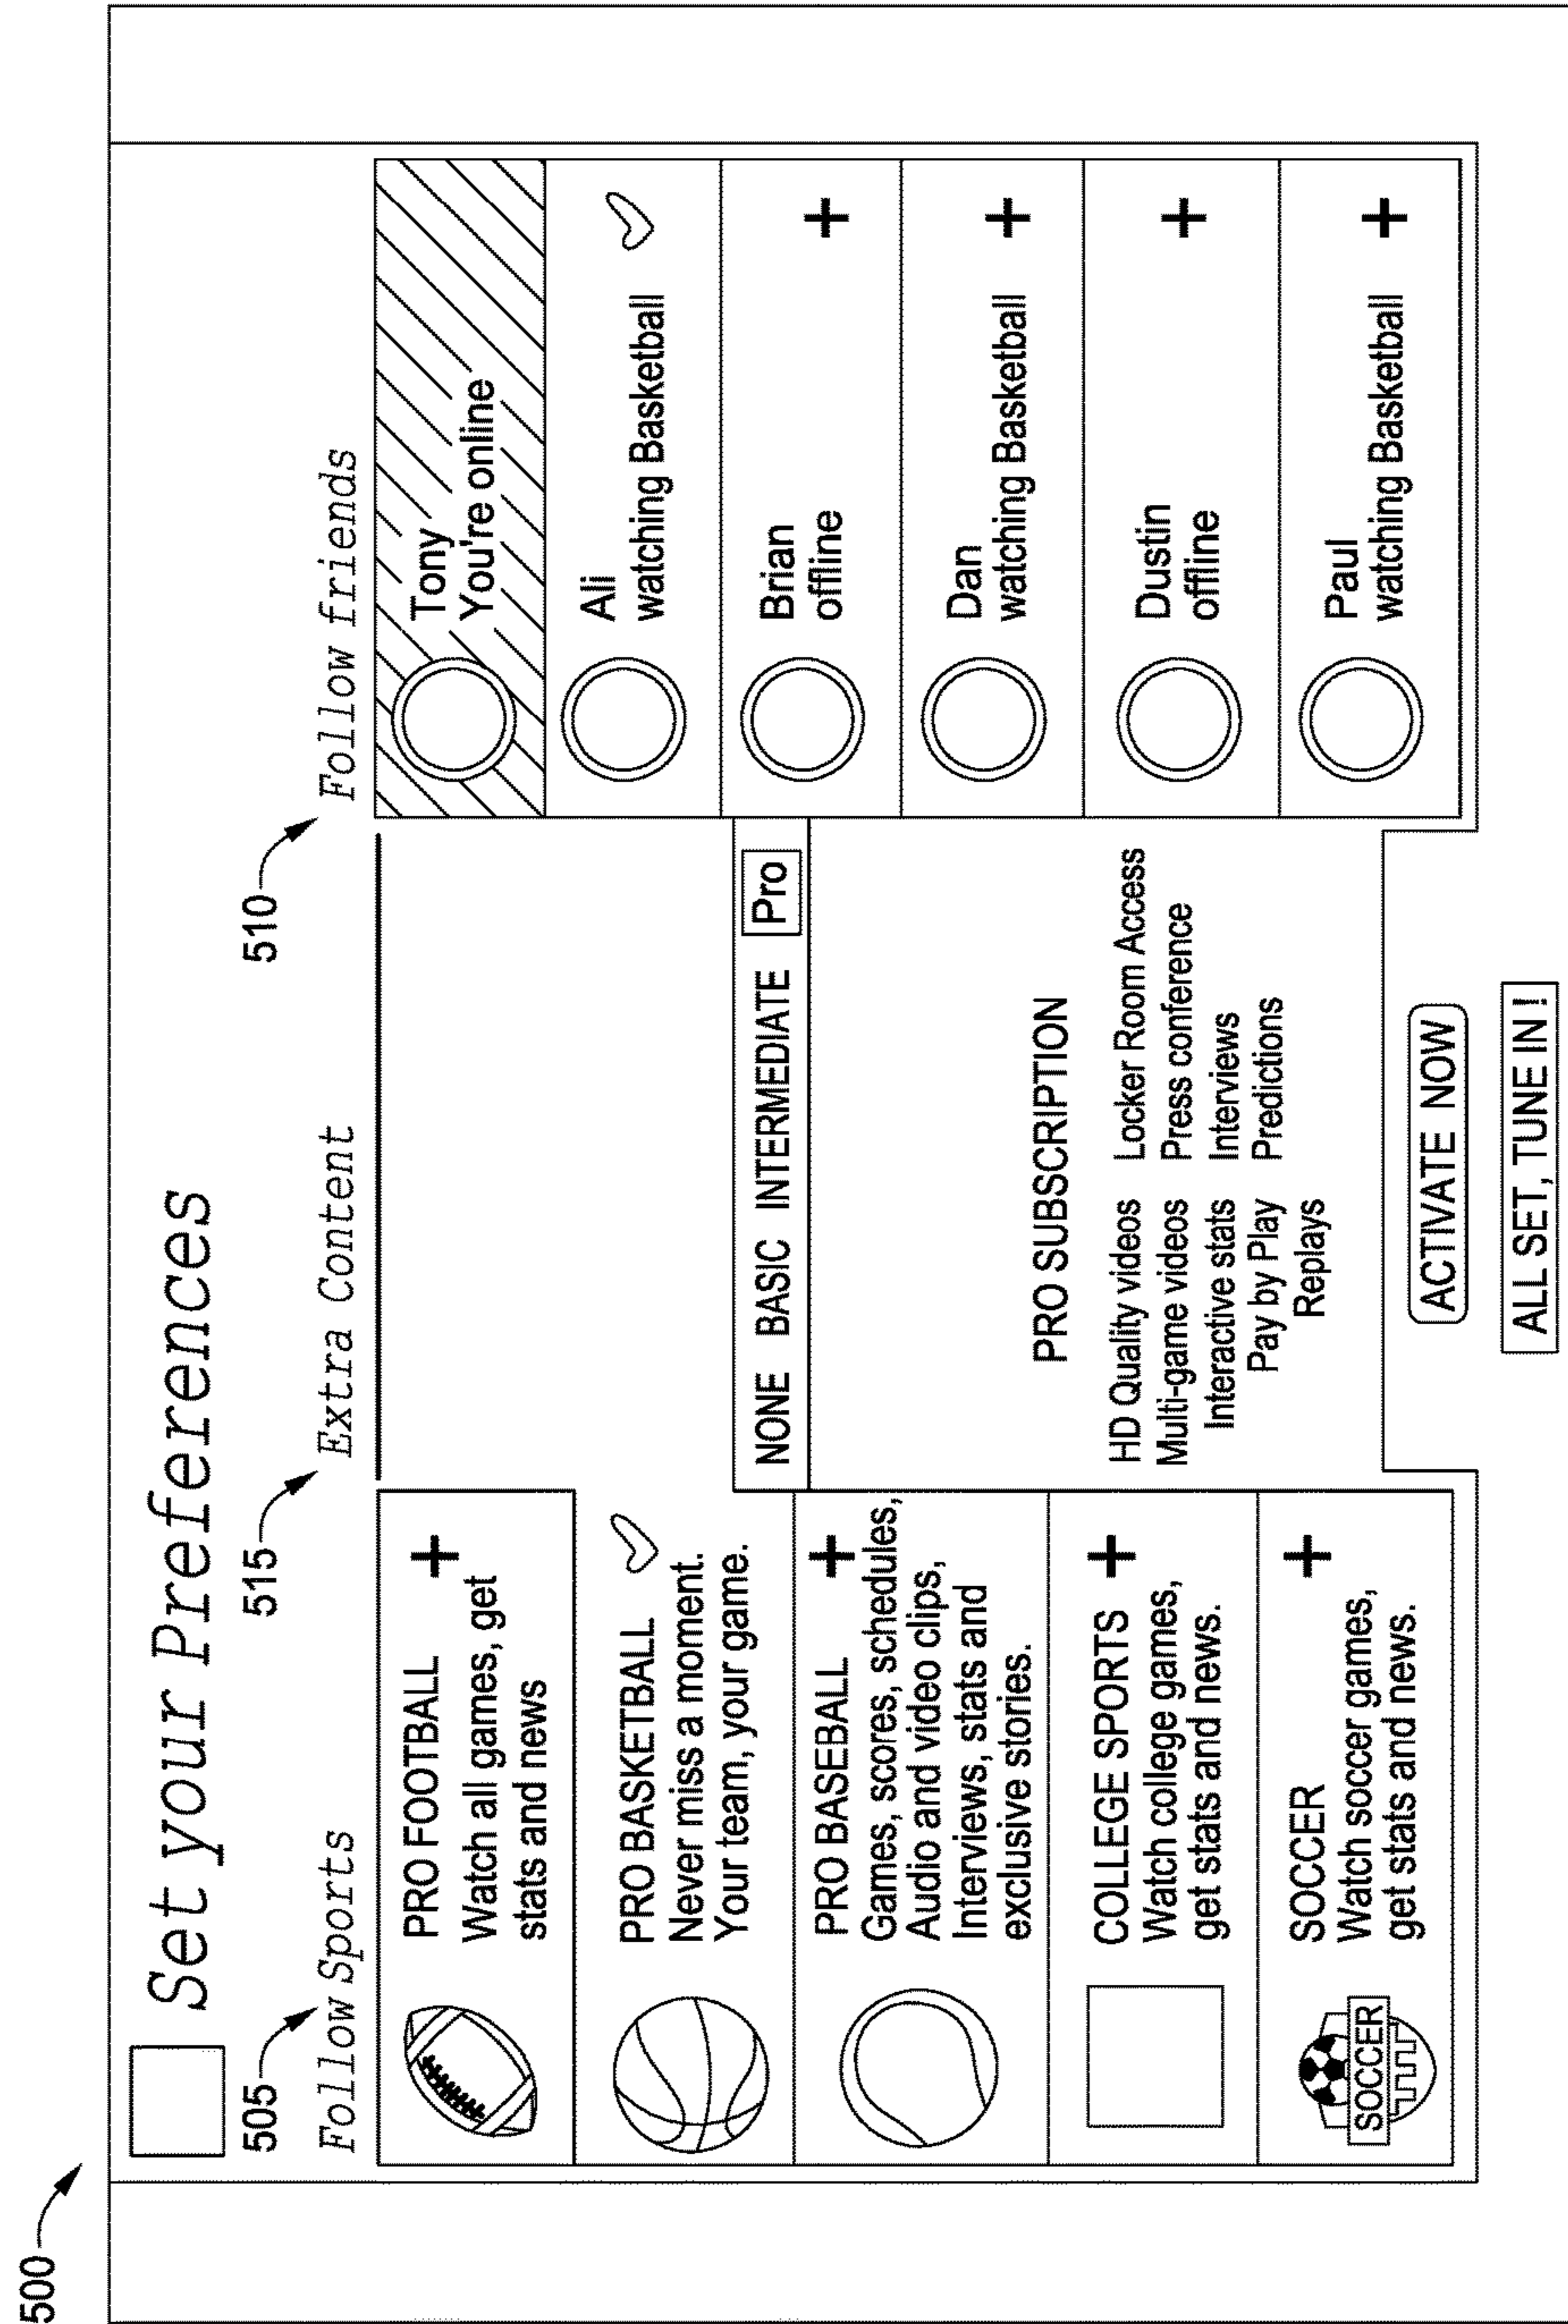 500
Set your Preferences
505
Follow Sports
PRO FOOTBALL +
Watch all games, get
stats and news
PRO BASKETBALL
Never miss a moment.
Your team, your game.
PRO BASEBALL +
Games, scores, schedules,
Audio and video clips,
Interviews, stats and
exclusive stories.
COLLEGE SPORTS +
Watch college games,
get stats and news.
SOCCER
SOCCER +
Watch soccer games,
get stats and news.
515
Extra Content
NONE BASIC INTERMEDIATE Pro
PRO SUBSCRIPTION
HD Quality videos
Multi-game videos
Interactive stats
Pay by Play
Replays
Locker Room Access
Press conference
Interviews
Predictions
ACTIVATE NOW
ALL SET, TUNE IN !
510
Follow friends
Tony
You're online
Ali
watching Basketball
Brian +
offline
Dan +
watching Basketball
Dustin +
offline
Paul +
watching Basketball